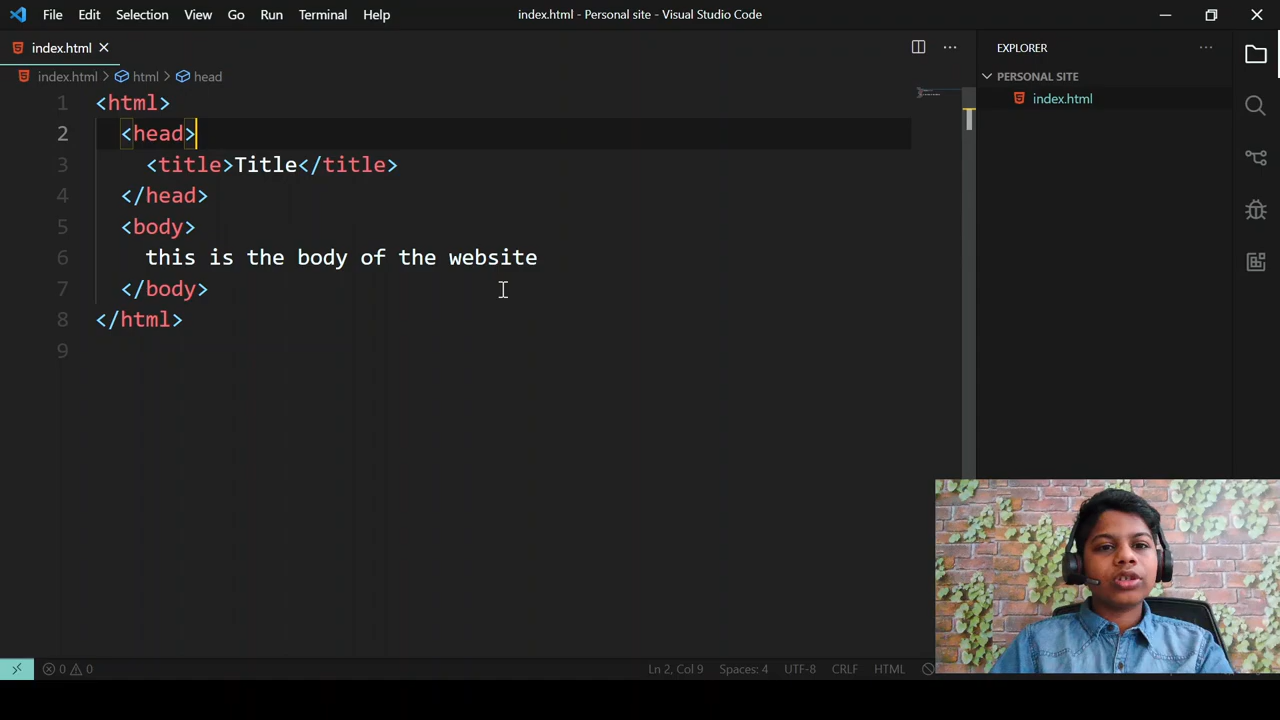 File Edit Selection View Go Run Terminal Help
index.html - Personal site - Visual Studio Code
index.html
index.html > html > head
1 <html>
2 <head>
3 <title>Title</title>
4 </head>
5 <body>
6 this is the body of the website
7 </body>
8 </html>
9
EXPLORER
PERSONAL SITE
index.html
0 0
Ln 2, Col 9 Spaces: 4 UTF-8 CRLF HTML